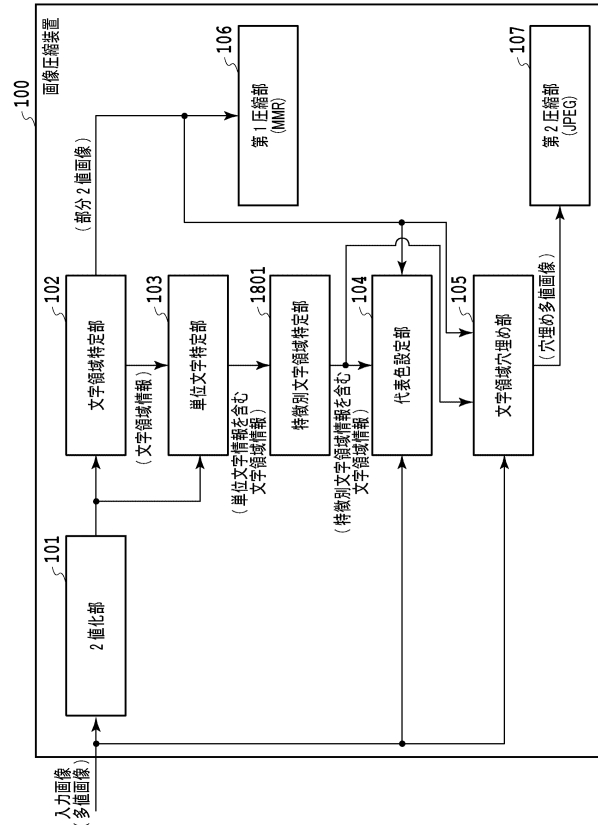 100
画像圧縮装置
入力画像
(多値画像)
101
2値化部
102
文字領域特定部
(部分2値画像)
(文字領域情報)
103
単位文字特定部
(単位文字情報を含む
文字領域情報)
1801
特徴別文字領域特定部
(特徴別文字領域情報を含む
文字領域情報)
104
代表色設定部
105
文字領域穴埋め部
(穴埋め多値画像)
106
第1圧縮部
(MMR)
107
第2圧縮部
(JPEG)